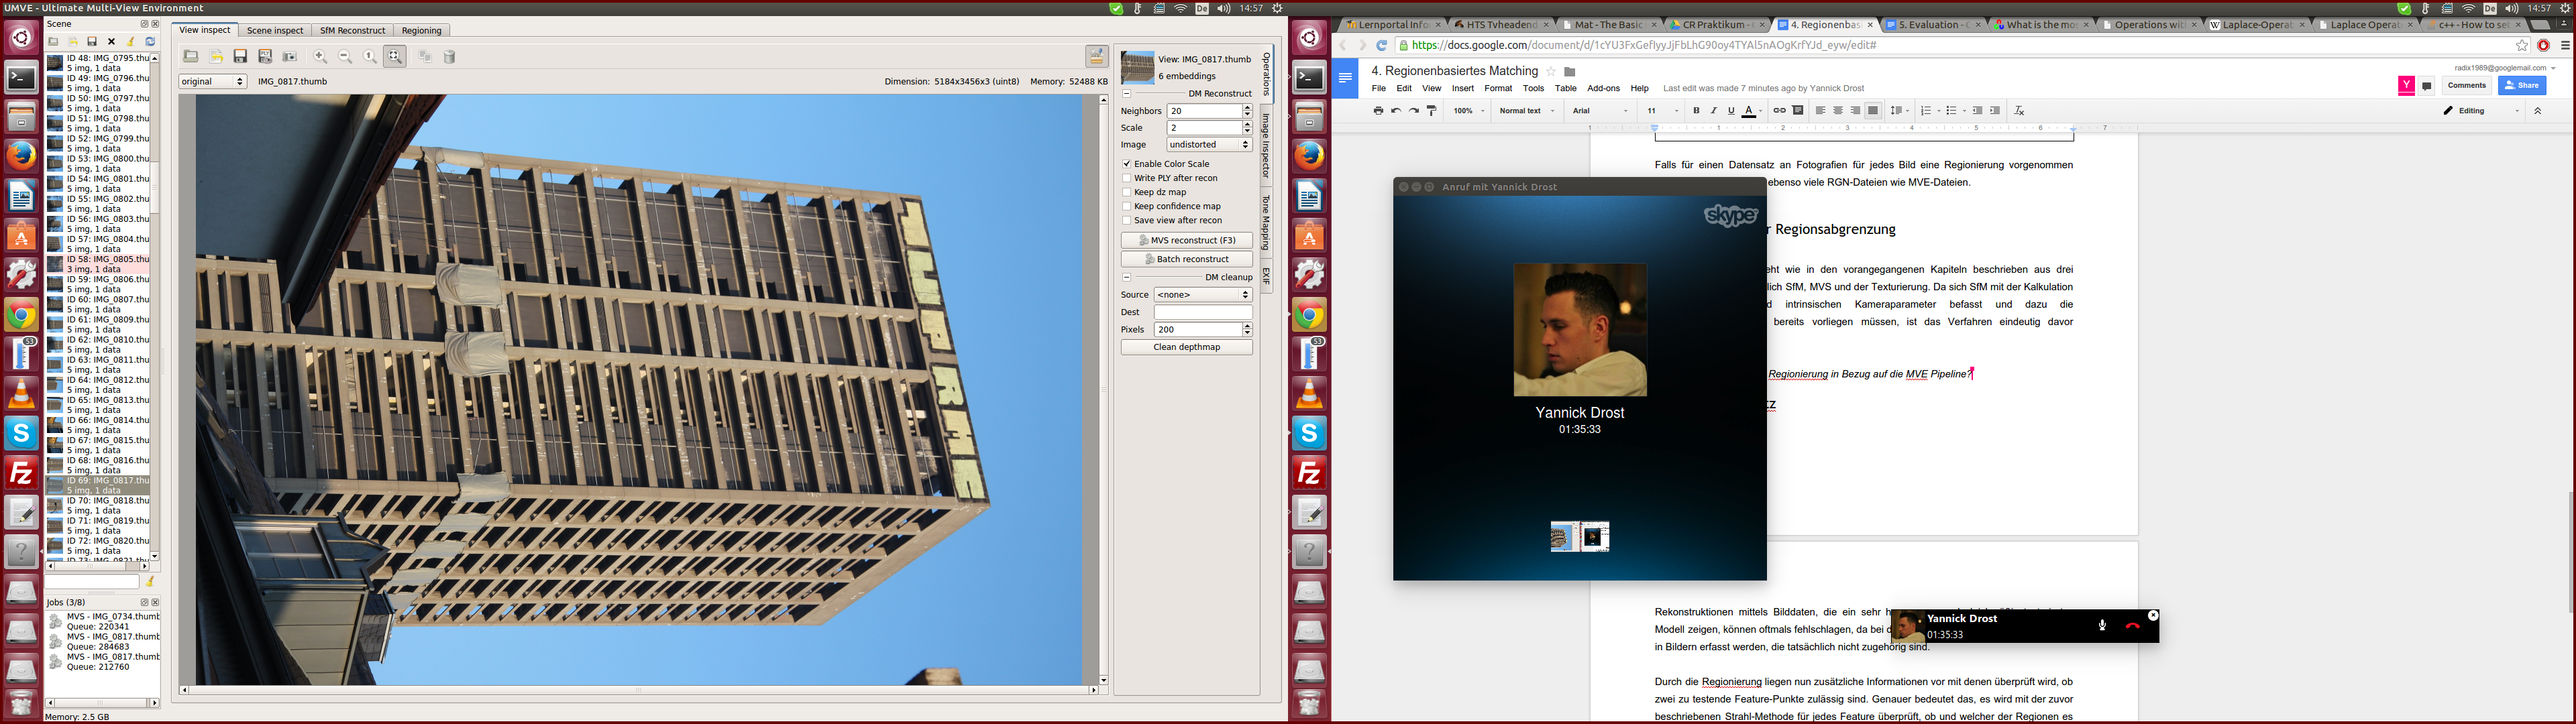 UMVE - Ultimate Multi-View Environment
De
14:57
Scene
ID 48: IMG_0795.thu
5 img, 1 data
ID 49: IMG_0796.thu
5 img, 1 data
ID 50: IMG_0797.thu
5 img, 1 data
ID 51: IMG_0798.thu
5 img, 1 data
ID 52: IMG_0799.thu
5 img, 1 data
ID 53: IMG_0800.thu
5 img, 1 data
ID 54: IMG_0801.thu
5 img, 1 data
ID 55: IMG_0802.thu
5 img, 1 data
ID 56: IMG_0803.thu
5 img, 1 data
ID 57: IMG_0804.thu
5 img, 1 data
ID 58: IMG_0805.thu
3 img, 1 data
ID 59: IMG_0806.thu
5 img, 1 data
ID 60: IMG_0807.thu
5 img, 1 data
ID 61: IMG_0809.thu
5 img, 1 data
ID 62: IMG_0810.thu
5 img, 1 data
ID 63: IMG_0811.thu
5 img, 1 data
ID 64: IMG_0812.thu
5 img, 1 data
ID 65: IMG_0813.thu
5 img, 1 data
ID 66: IMG_0814.thu
5 img, 1 data
ID 67: IMG_0815.thu
5 img, 1 data
ID 68: IMG_0816.thu
5 img, 1 data
ID 69: IMG_0817.thu
5 img, 1 data
ID 70: IMG_0818.thu
5 img, 1 data
ID 71: IMG_0819.thu
5 img, 1 data
ID 72: IMG_0820.thu
5 img, 1 data
Jobs (3/8)
MVS - IMG_0734.thumb
Queue: 220341
MVS - IMG_0817.thumb
Queue: 284683
MVS - IMG_0817.thumb
Queue: 212760
Memory: 2.5 GB
View inspect
Scene inspect
SfM Reconstruct
Regioning
original
IMG_0817.thumb
Dimension: 5184x3456x3 (uint8)
Memory: 52488 KB
View: IMG_0817.thumb
6 embeddings
DM Reconstruct
Neighbors 20
Scale 2
Image undistorted
Enable Color Scale
Write PLY after recon
Keep dz map
Keep confidence map
Save view after recon
MVS reconstruct (F3)
Batch reconstruct
DM cleanup
Source <none>
Dest
Pixels 200
Clean depthmap
Operations
Image Inspector
Tone Mapping
EXIF
53
De
14:57
Lernportal Info
HTS Tvheadend
Mat - The Basic
CR Praktikum -
4. Regionenbas
5. Evaluation -
What is the mos
Operations wit
Laplace-Operat
Laplace Operat
c++ - How to se
https://docs.google.com/document/d/1cYU3FxGeflyyJjFbLhG90oy4TYAl5nAOgKrfYJd_eyw/edit#
4. Regionenbasiertes Matching
radix1989@googlemail.com
File Edit View Insert Format Tools Table Add-ons Help
Last edit was made 7 minutes ago by Yannick Drost
Y
Comments
Share
100%
Normal text
Arial
11
B I U A
Editing
1 1 2 3 4 5 6 7
Falls für einen Datensatz an Fotografien für jedes Bild eine Regionierung vorgenommen
ebenso viele RGN-Dateien wie MVE-Dateien.
r Regionsabgrenzung
eht wie in den vorangegangenen Kapiteln beschrieben aus drei
lich SfM, MVS und der Texturierung. Da sich SfM mit der Kalkulation
d intrinsischen Kameraparameter befasst und dazu die
bereits vorliegen müssen, ist das Verfahren eindeutig davor
Regionierung in Bezug auf die MVE Pipeline?
tz
Anruf mit Yannick Drost
skype
Yannick Drost
01:35:33
Rekonstruktionen mittels Bilddaten, die ein sehr h
Modell zeigen, können oftmals fehlschlagen, da bei d
in Bildern erfasst werden, die tatsächlich nicht zugehörig sind.
Yannick Drost
01:35:33
Durch die Regionierung liegen nun zusätzliche Informationen vor mit denen überprüft wird, ob
zwei zu testende Feature-Punkte zulässig sind. Genauer bedeutet das, es wird mit der zuvor
beschriebenen Strahl-Methode für jedes Feature überprüft, ob und welcher der Regionen es